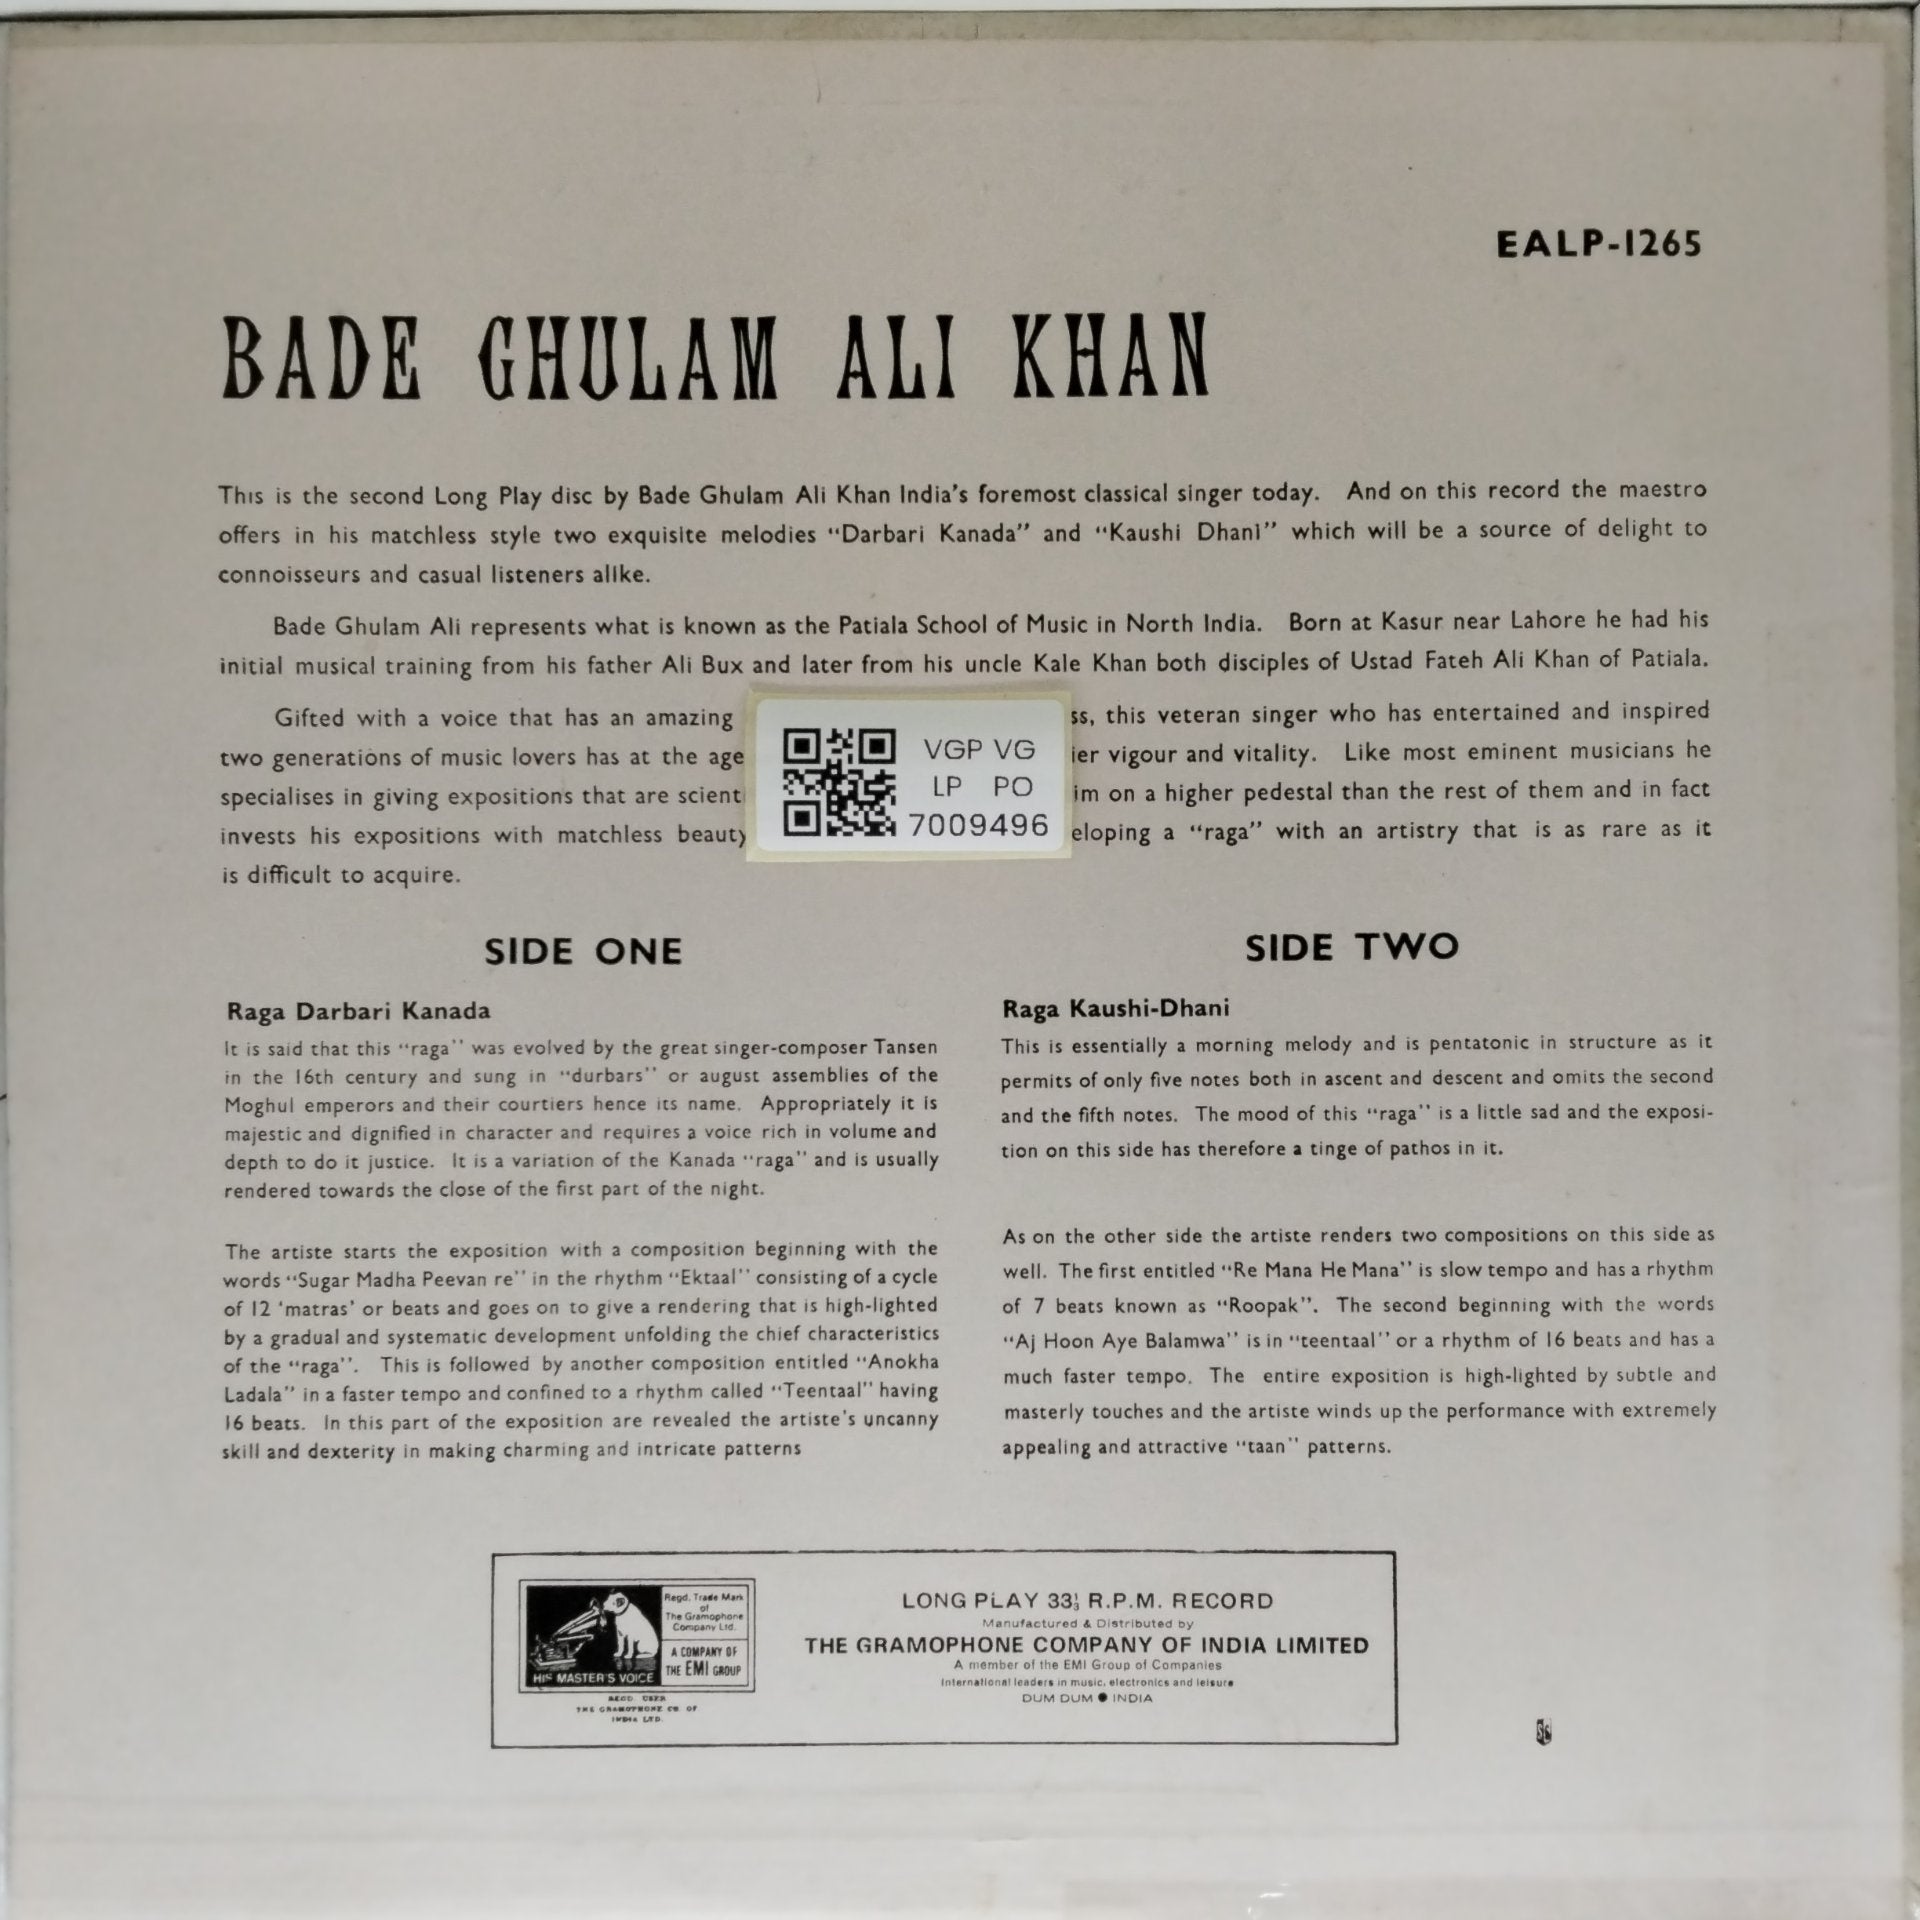 EALP-1265
BADE GHULAM ALI KHAN
This is the second Long Play disc by Bade Ghulam Ali Khan India's foremost classical singer today. And on this record the maestro
offers in his matchless style two exquisite melodies “Darbari Kanada” and “Kaushi Dhani” which will be a source of delight to
connoisseurs and casual listeners alike.
Bade Ghulam Ali represents what is known as the Patiala School of Music in North India. Born at Kasur near Lahore he had his
initial musical training from his father Ali Bux and later from his uncle Kale Khan both disciples of Ustad Fateh Ali Khan of Patiala.
Gifted with a voice that has an amazing ss, this veteran singer who has entertained and inspired
two generations of music lovers has at the age ier vigour and vitality. Like most eminent musicians he
specialises in giving expositions that are scient im on a higher pedestal than the rest of them and in fact
invests his expositions with matchless beauty eloping a “raga” with an artistry that is as rare as it
is difficult to acquire.
VGP VG
LP PO
7009496
SIDE ONE
Raga Darbari Kanada
It is said that this “raga” was evolved by the great singer-composer Tansen
in the 16th century and sung in “durbars” or august assemblies of the
Moghul emperors and their courtiers hence its name. Appropriately it is
majestic and dignified in character and requires a voice rich in volume and
depth to do it justice. It is a variation of the Kanada “raga” and is usually
rendered towards the close of the first part of the night.
The artiste starts the exposition with a composition beginning with the
words “Sugar Madha Peevan re” in the rhythm “Ektaal” consisting of a cycle
of 12 ‘matras’ or beats and goes on to give a rendering that is high-lighted
by a gradual and systematic development unfolding the chief characteristics
of the “raga”. This is followed by another composition entitled “Anokha
Ladala” in a faster tempo and confined to a rhythm called “Teentaal” having
16 beats. In this part of the exposition are revealed the artiste's uncanny
skill and dexterity in making charming and intricate patterns
SIDE TWO
Raga Kaushi-Dhani
This is essentially a morning melody and is pentatonic in structure as it
permits of only five notes both in ascent and descent and omits the second
and the fifth notes. The mood of this “raga” is a little sad and the exposi-
tion on this side has therefore a tinge of pathos in it.
As on the other side the artiste renders two compositions on this side as
well. The first entitled “Re Mana He Mana” is slow tempo and has a rhythm
of 7 beats known as “Roopak”. The second beginning with the words
“Aj Hoon Aye Balamwa” is in “teentaal” or a rhythm of 16 beats and has a
much faster tempo. The entire exposition is high-lighted by subtle and
masterly touches and the artiste winds up the performance with extremely
appealing and attractive “taan” patterns.
HIS MASTER'S VOICE
Regd. Trade Mark
of
The Gramophone
Company Ltd.
A COMPANY OF
THE EMI GROUP
REGD. USER
THE GRAMOPHONE CO. OF
INDIA LTD.
LONG PLAY 33⅓ R.P.M. RECORD
Manufactured & Distributed by
THE GRAMOPHONE COMPANY OF INDIA LIMITED
A member of the EMI Group of Companies
International leaders in music, electronics and leisure
DUM DUM ● INDIA